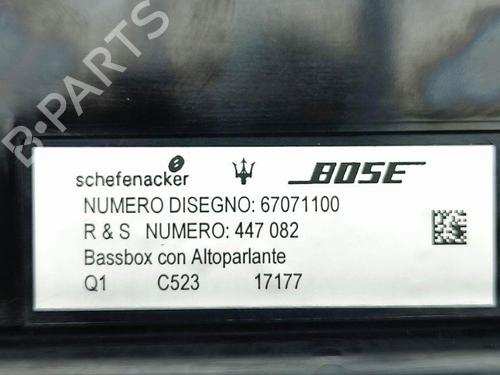 B-PARTS
schefenacker BOSE
NUMERO DISEGNO: 67071100
R & S NUMERO: 447 082
Bassbox con Altoparlante
Q1 C523 17177